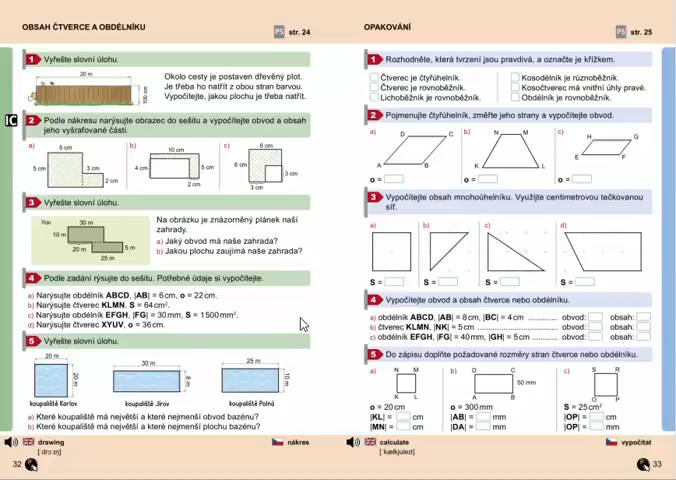 OBSAH ČTVERCE A OBDÉLNÍKU
PS str. 24
1 Vyřešte slovní úlohu.
20 m
100 cm
Okolo cesty je postaven dřevěný plot.
Je třeba ho natřít z obou stran barvou.
Vypočítejte, jakou plochu je třeba natřít.
2 Podle nákresu narýsujte obrazec do sešitu a vypočítejte obvod a obsah
jeho vyšrafované části.
a)
5 cm
5 cm
3 cm
2 cm
b)
10 cm
4 cm
5 cm
2 cm
c)
6 cm
6 cm
3 cm
3 cm
3 Vyřešte slovní úlohu.
Plán
30 m
10 m
20 m
5 m
25 m
Na obrázku je znázorněný plánek naší
zahrady.
a) Jaký obvod má naše zahrada?
b) Jakou plochu zaujímá naše zahrada?
4 Podle zadání rýsujte do sešitu. Potřebné údaje si vypočítejte.
a) Narýsujte obdélník ABCD, |AB| = 6 cm, o = 22 cm.
b) Narýsujte čtverec KLMN, S = 64 cm².
c) Narýsujte obdélník EFGH, |FG| = 30 mm, S = 1 500 mm².
d) Narýsujte čtverec XYUV, o = 36 cm.
5 Vyřešte slovní úlohu.
20 m
20 m
koupaliště Karlov
30 m
8 m
koupaliště Jírov
25 m
10 m
koupaliště Polná
a) Které koupaliště má největší a které nejmenší obvod bazénu?
b) Které koupaliště má největší a které nejmenší plochu bazénu?
drawing
[ˈdrɔːɪŋ]
nákres
32
OPAKOVÁNÍ
PS str. 25
1 Rozhodněte, která tvrzení jsou pravdivá, a označte je křížkem.
Čtverec je čtyřúhelník.
Čtverec je rovnoběžník.
Lichoběžník je rovnoběžník.
Kosodélník je různoběžník.
Kosočtverec má vnitřní úhly pravé.
Obdélník je rovnoběžník.
2 Pojmenujte čtyřúhelník, změřte jeho strany a vypočítejte obvod.
a)
D C
A B
o =
b)
N M
K L
o =
c)
H G
E F
o =
3 Vypočítejte obsah mnohoúhelníku. Využijte centimetrovou tečkovanou
síť.
a) b) c) d)
S = S = S = S =
4 Vypočítejte obvod a obsah čtverce nebo obdélníku.
a) obdélník ABCD, |AB| = 8 cm, |BC| = 4 cm .............. obvod: obsah:
b) čtverec KLMN, |NK| = 5 cm ...................................... obvod: obsah:
c) obdélník EFGH, |FG| = 40 mm, |GH| = 5 cm ........... obvod: obsah:
5 Do zápisu doplňte požadované rozměry stran čtverce nebo obdélníku.
a)
N M
K L
o = 20 cm
|KL| = cm
|MN| = cm
b)
D C
50 mm
A B
o = 300 mm
|AB| = mm
|DA| = mm
c)
S R
O P
S = 25 cm²
|OP| = cm
|OP| = mm
calculate
[ˈkælkjuleɪt]
vypočítat
33